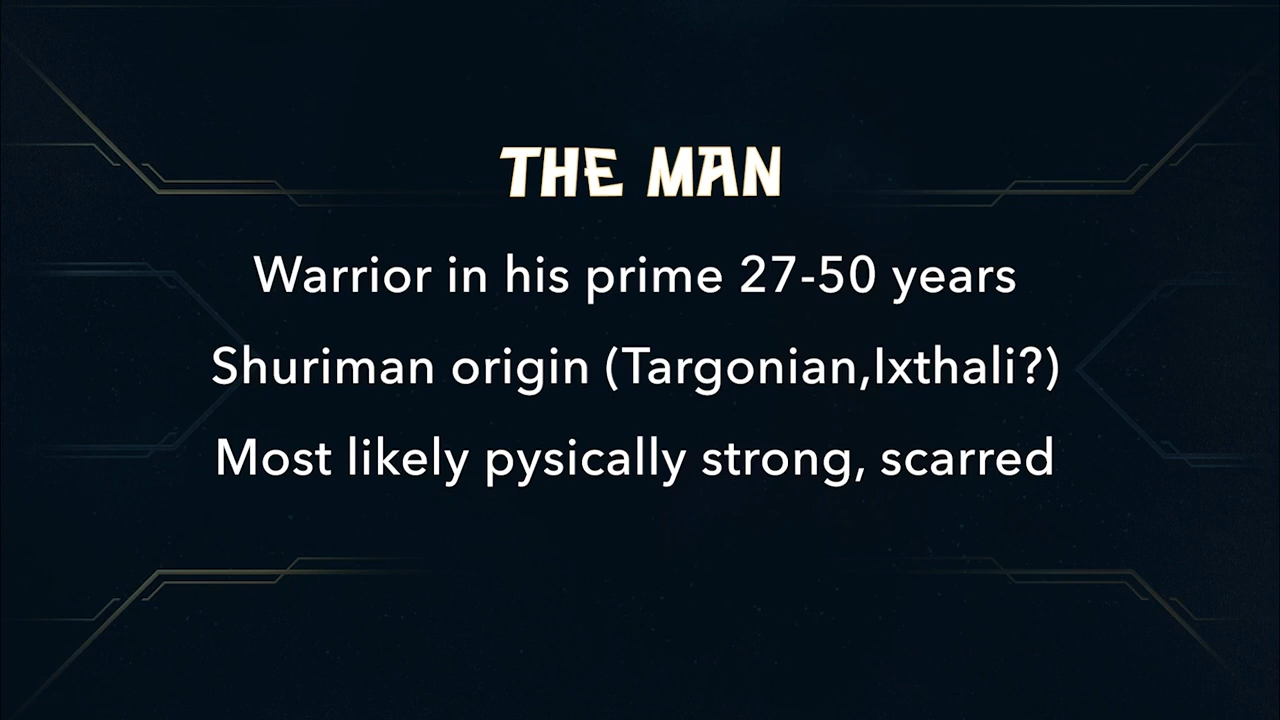 THE MAN
Warrior in his prime 27-50 years
Shuriman origin (Targonian,Ixthali?)
Most likely pysically strong, scarred